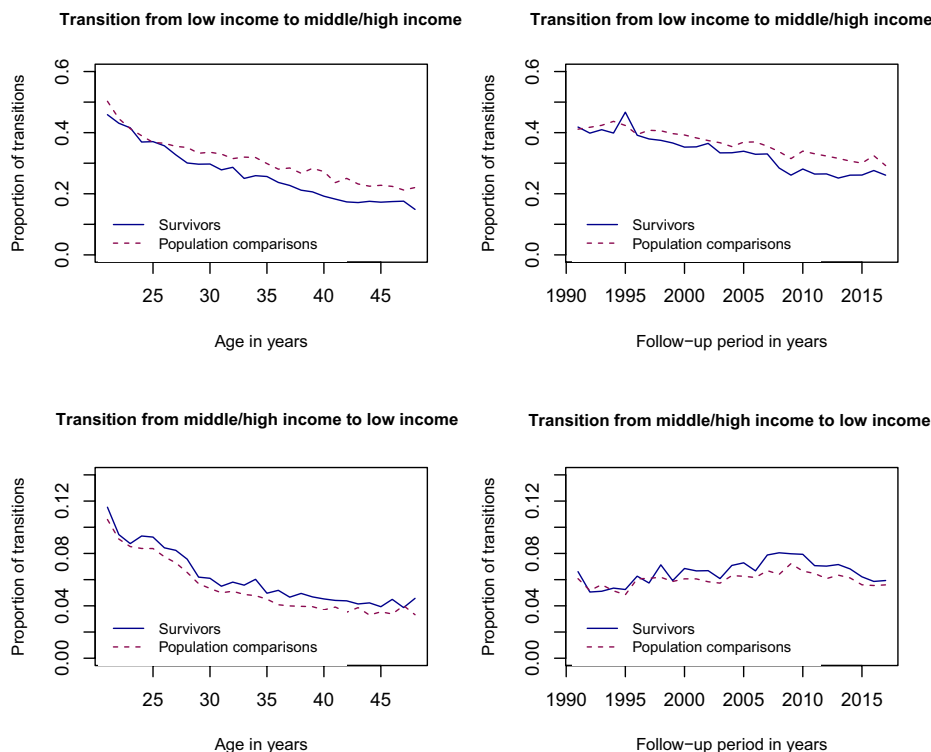 Transition from low income to middle/high income
Proportion of transitions
0.0 0.2 0.4 0.6
Survivors
Population comparisons
25 30 35 40 45
Age in years
Transition from low income to middle/high income
Proportion of transitions
0.0 0.2 0.4 0.6
Survivors
Population comparisons
1990 1995 2000 2005 2010 2015
Follow−up period in years
Transition from middle/high income to low income
Proportion of transitions
0.00 0.04 0.08 0.12
Survivors
Population comparisons
25 30 35 40 45
Age in years
Transition from middle/high income to low income
Proportion of transitions
0.00 0.04 0.08 0.12
Survivors
Population comparisons
1990 1995 2000 2005 2010 2015
Follow−up period in years